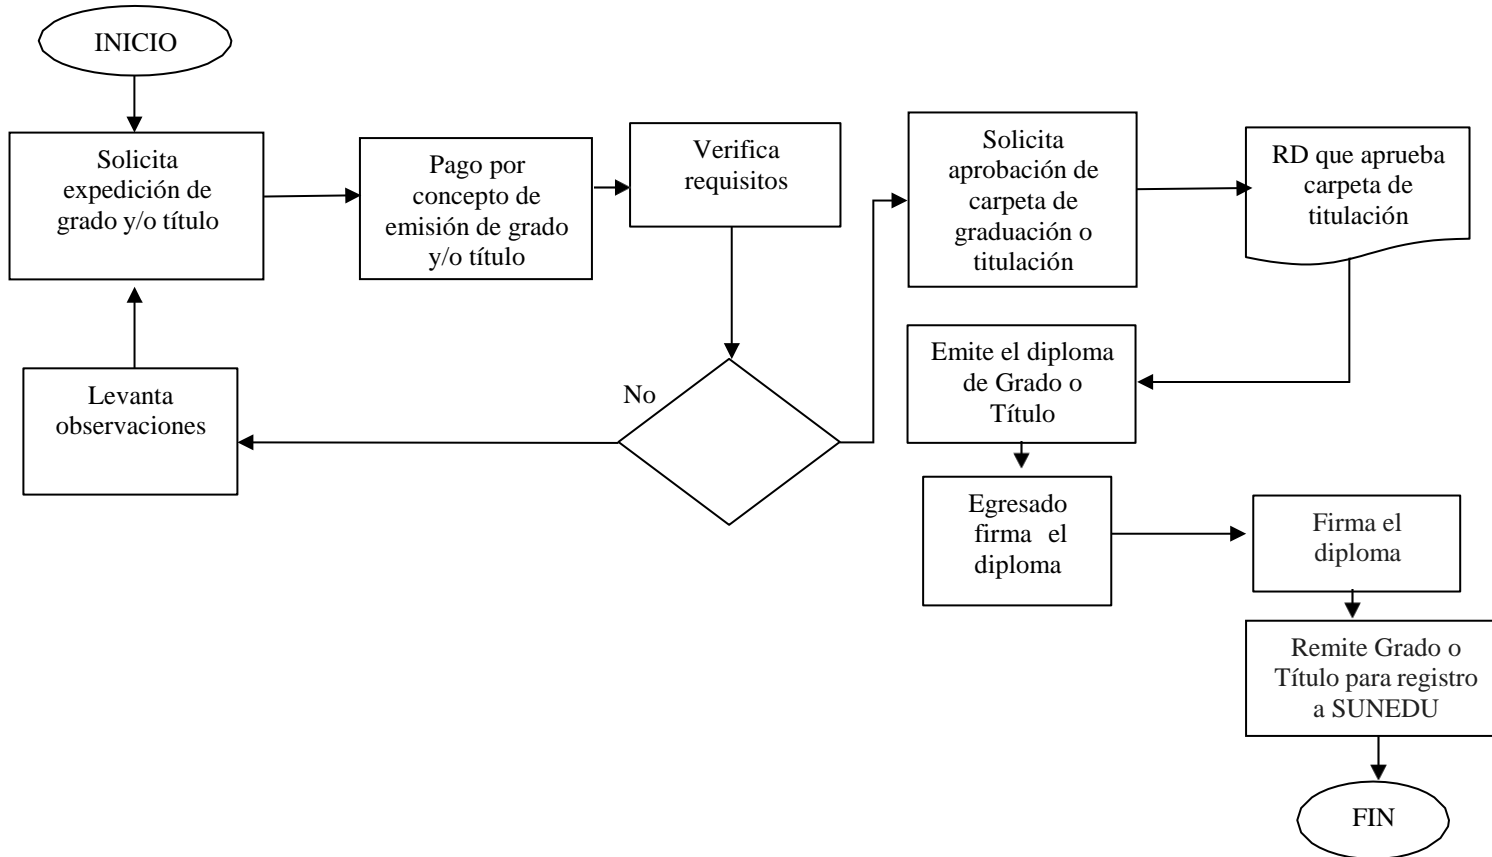 INICIO
Solicita
expedición de
grado y/o título
Pago por
concepto de
emisión de grado
y/o título
Verifica
requisitos
Solicita
aprobación de
carpeta de
graduación o
titulación
RD que aprueba
carpeta de
titulación
Levanta
observaciones
No
Emite el diploma
de Grado o
Título
Egresado
firma el
diploma
Firma el
diploma
Remite Grado o
Título para registro
a SUNEDU
FIN